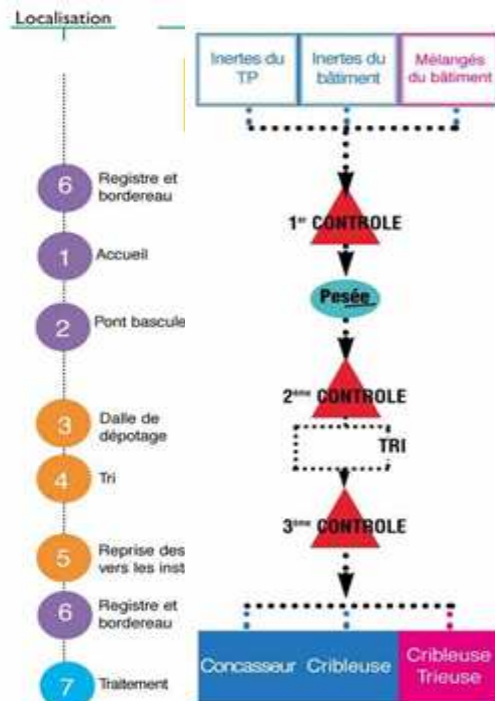 Localisation
6
Registre et
bordereau
1
Accueil
2
Pont bascule
3
Dalle de
dépotage
4
Tri
5
Reprise des
vers les inst
6
Registre et
bordereau
7
Traitement
Inertes du
TP
Inertes du
bâtiment
Mélangés
du bâtiment
1er CONTROLE
Pesée
2ème CONTROLE
TRI
3ème CONTROLE
Concasseur
Cribleuse
Cribleuse
Trieuse